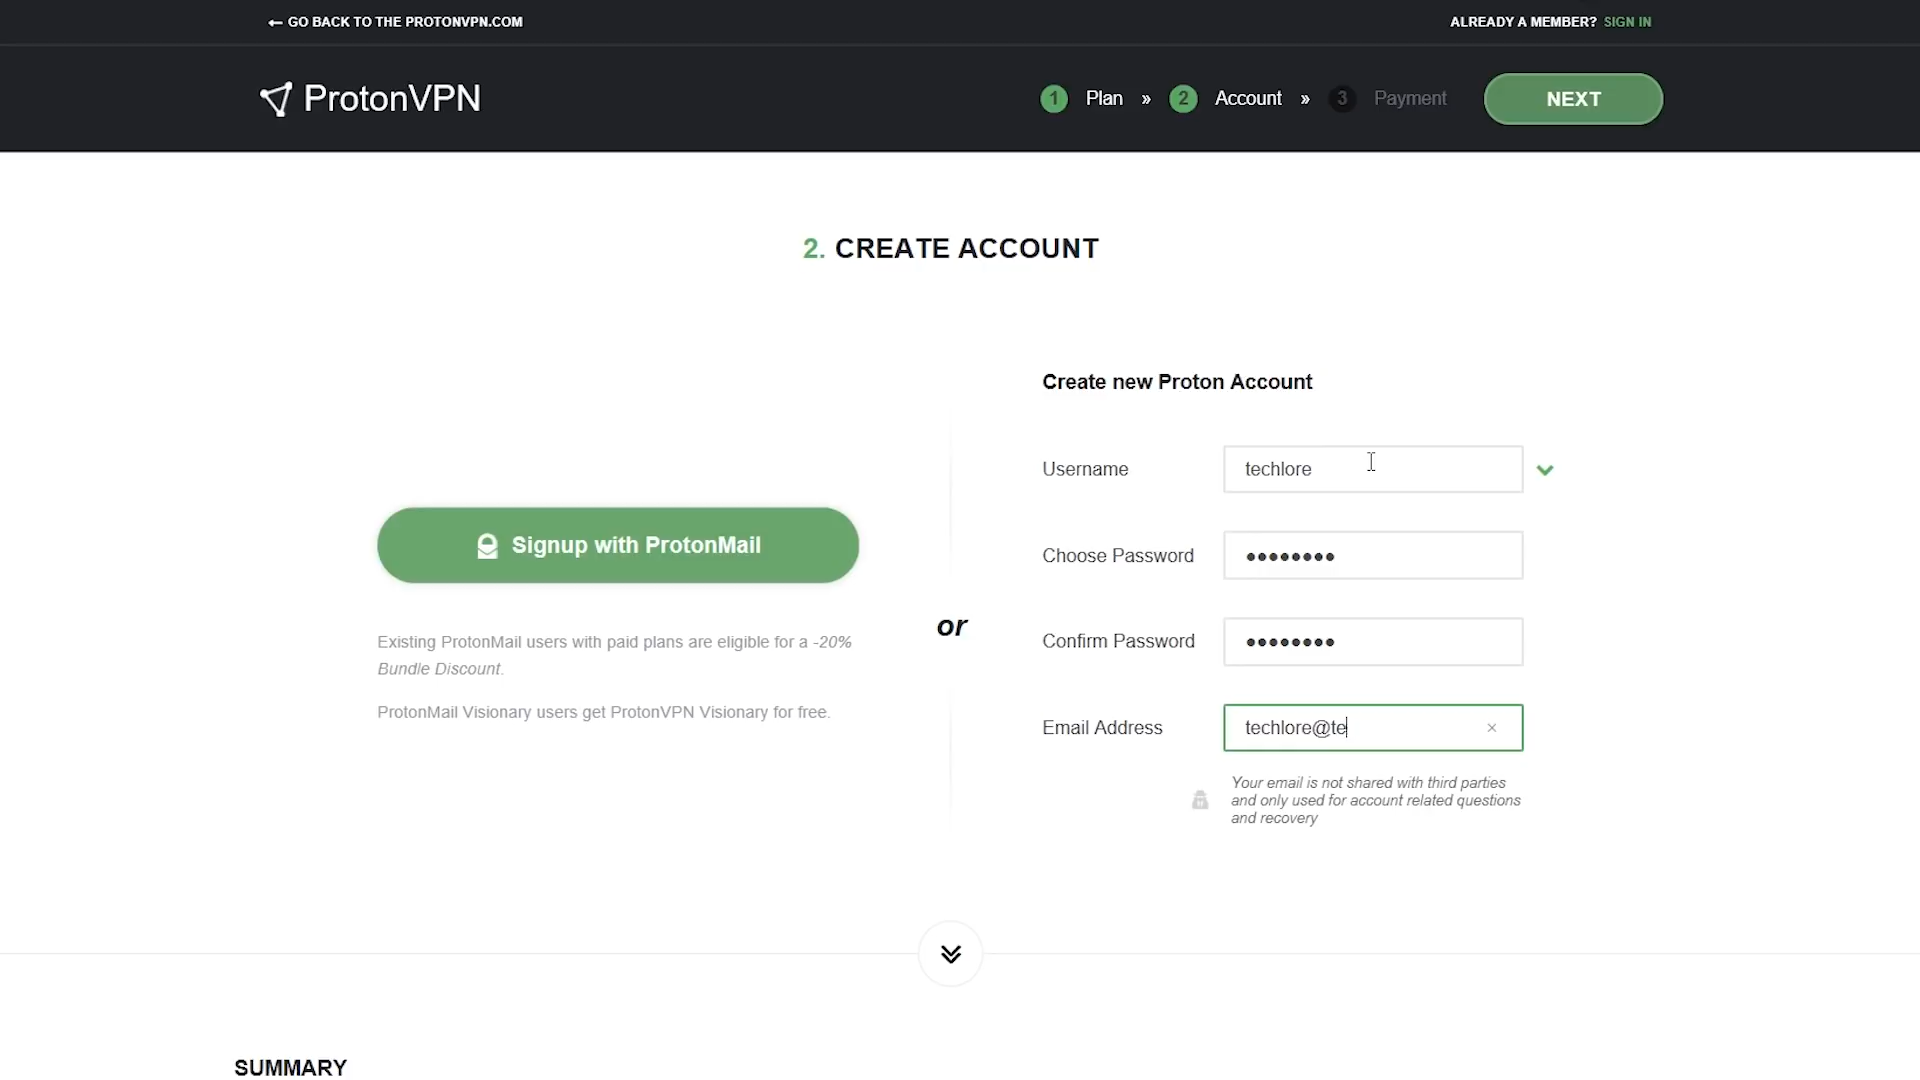 ← GO BACK TO THE PROTONVPN.COM
ALREADY A MEMBER? SIGN IN
ProtonVPN
1 Plan » 2 Account » 3 Payment
NEXT
2. CREATE ACCOUNT
Signup with ProtonMail
Existing ProtonMail users with paid plans are eligible for a -20%
Bundle Discount.
ProtonMail Visionary users get ProtonVPN Visionary for free.
or
Create new Proton Account
Username techlore
Choose Password ••••••••
Confirm Password ••••••••
Email Address techlore@te ×
Your email is not shared with third parties
and only used for account related questions
and recovery
SUMMARY